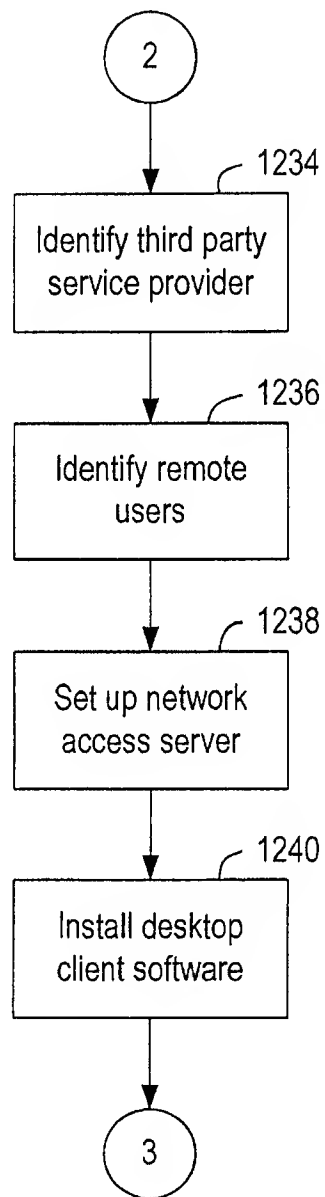 2
1234
Identify third party
service provider
1236
Identify remote
users
1238
Set up network
access server
1240
Install desktop
client software
3